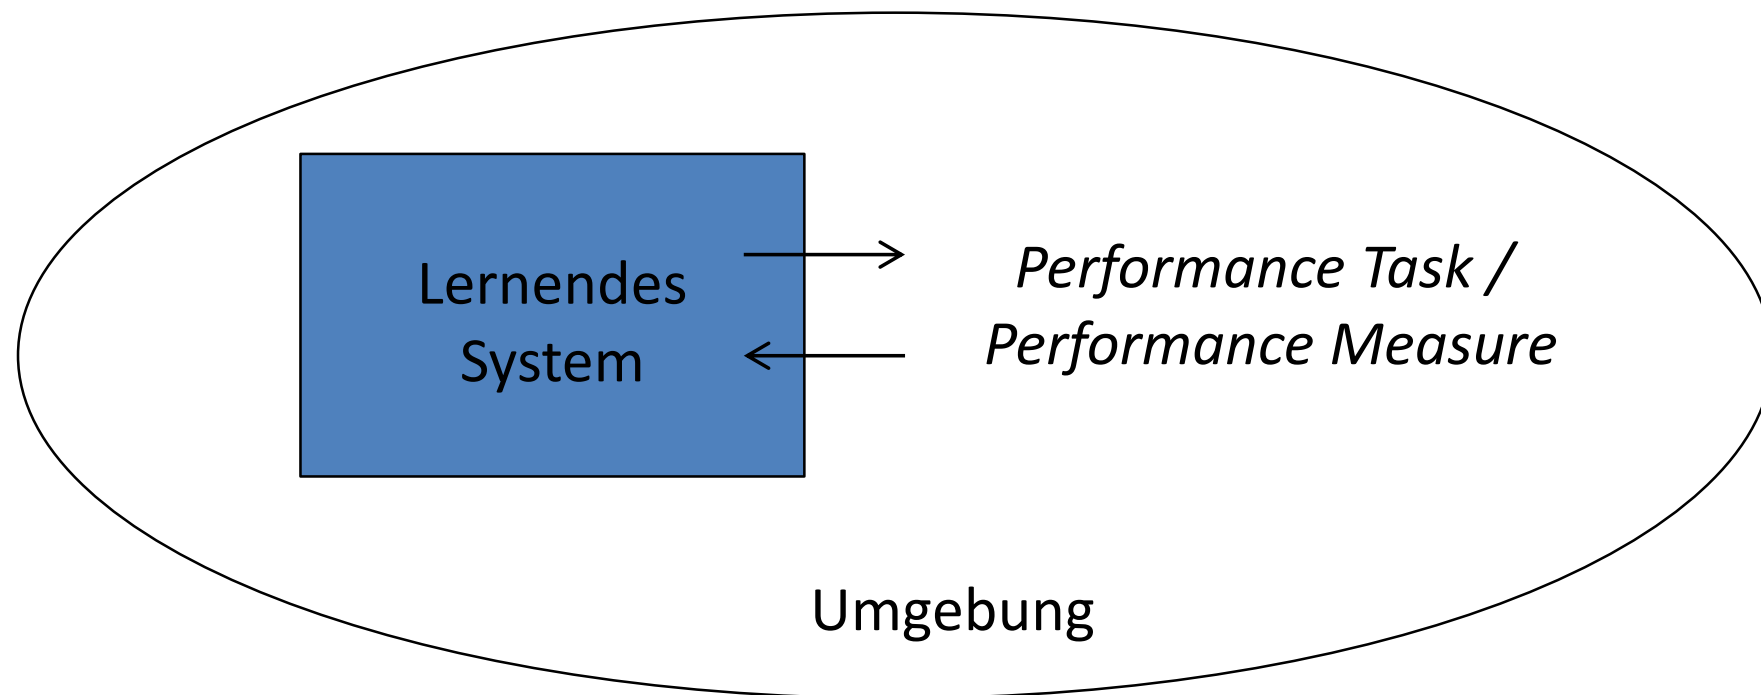 Lernendes
System
Performance Task /
Performance Measure
Umgebung